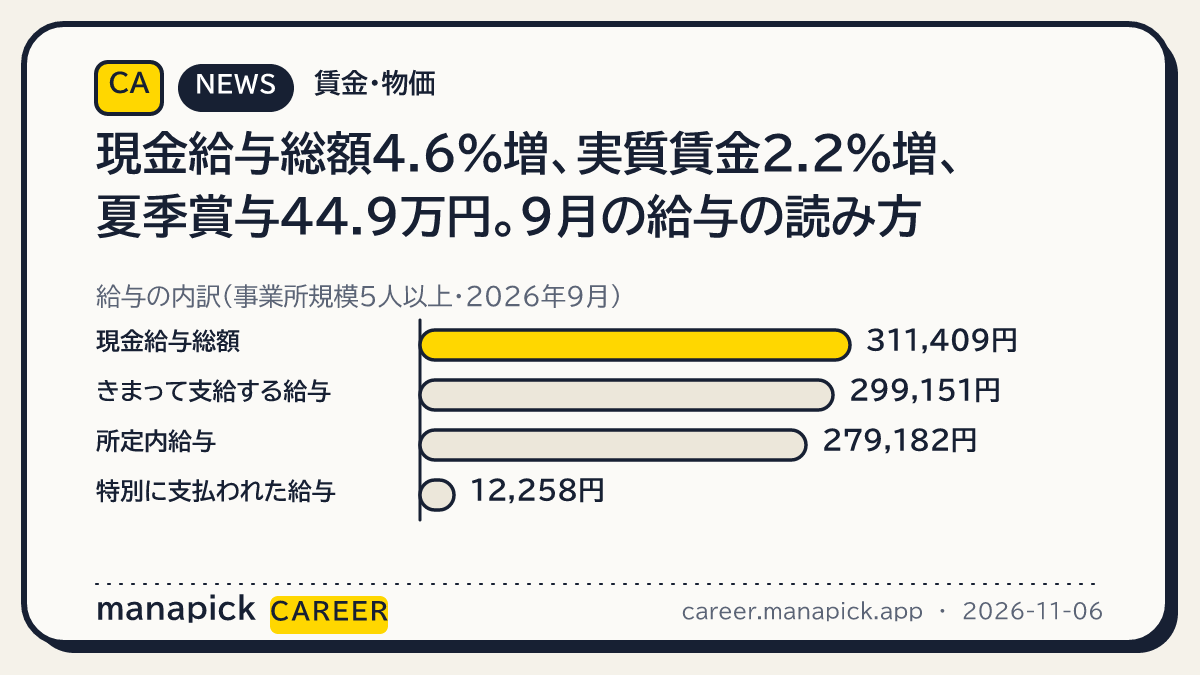 CA NEWS 賃金・物価
現金給与総額4.6%増、実質賃金2.2%増、
夏季賞与44.9万円。9月の給与の読み方
給与の内訳(事業所規模5人以上・2026年9月)
現金給与総額 311,409円
きまって支給する給与 299,151円
所定内給与 279,182円
特別に支払われた給与 12,258円
manapick CAREER career.manapick.app ・ 2026-11-06